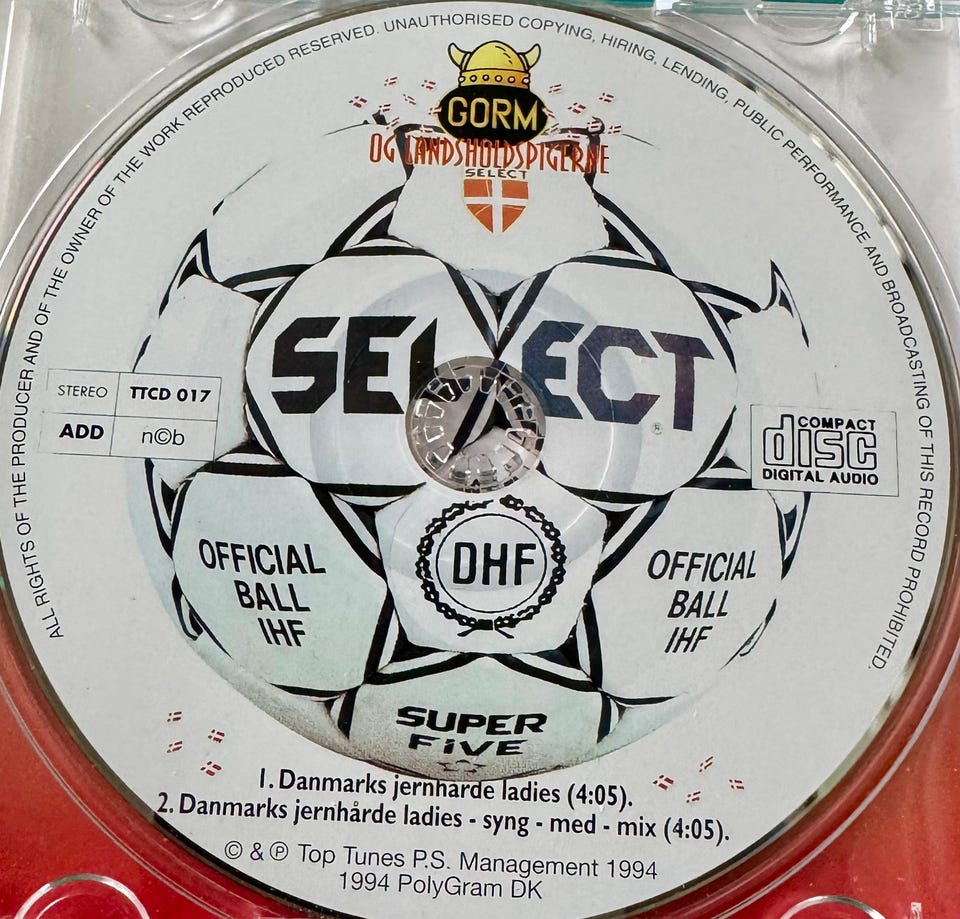 ALL RIGHTS OF THE PRODUCER AND OF THE OWNER OF THE WORK REPRODUCED RESERVED. UNAUTHORISED COPYING, HIRING, LENDING, PUBLIC PERFORMANCE AND BROADCASTING OF THIS RECORD PROHIBITED.
GORM
OG LANDSHOLDSPIGERNE
SELECT
SELECT
®
STEREO TTCD 017
ADD n©b
COMPACT
disc
DIGITAL AUDIO
DHF
OFFICIAL
BALL
IHF
OFFICIAL
BALL
IHF
SUPER
FiVE
1. Danmarks jernhårde ladies (4:05).
2. Danmarks jernhårde ladies - syng - med - mix (4:05).
© & ℗ Top Tunes P.S. Management 1994
1994 PolyGram DK